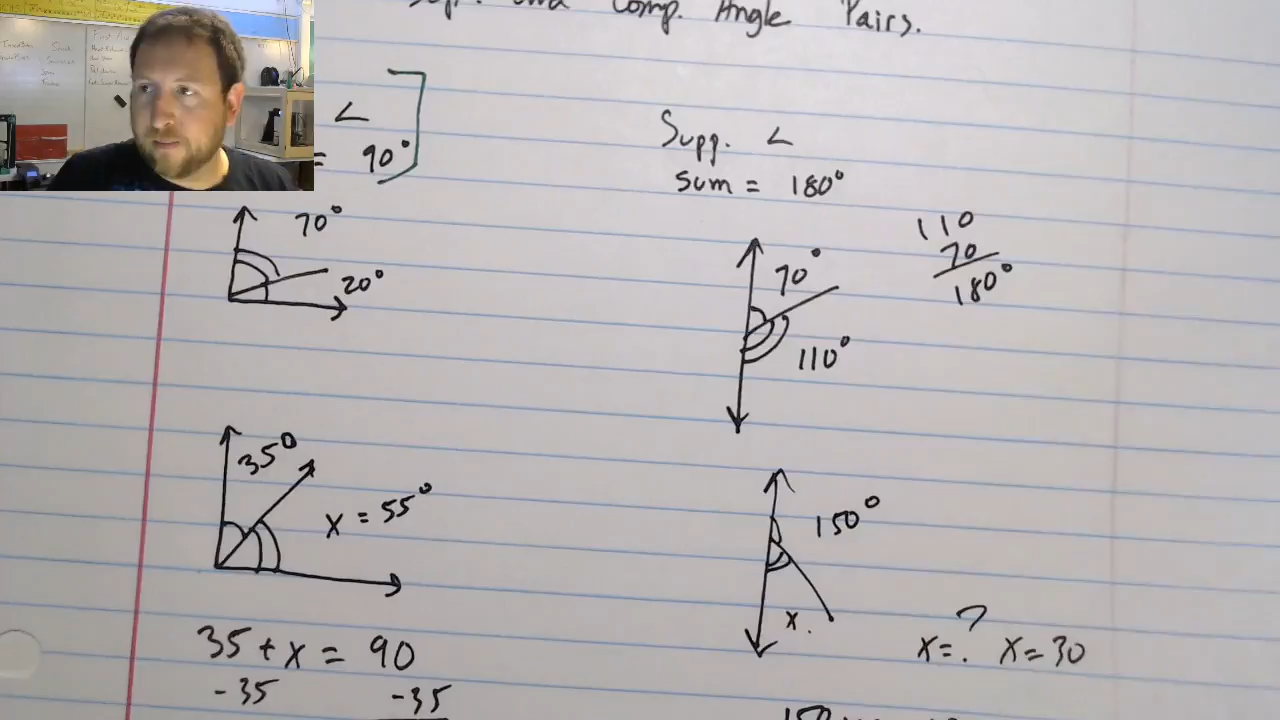 Comp. Angle Pairs.
<
= 90°
70°
20°
35°
x = 55°
35 + x = 90
-35 -35
Supp. <
sum = 180°
70°
110°
110
70
180°
150°
x.
x=? x=30